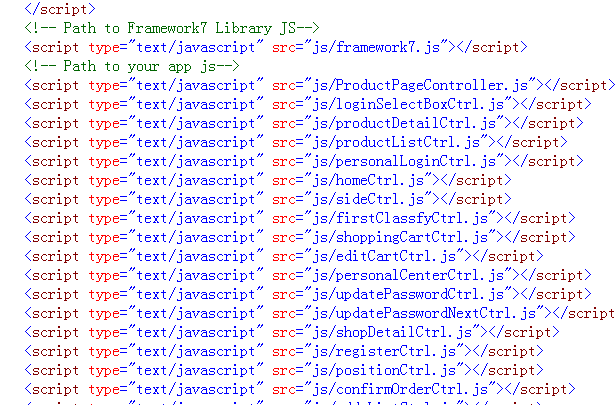 </script>
<!-- Path to Framework7 Library JS-->
<script type="text/javascript" src="js/framework7.js"></script>
<!-- Path to your app js-->
<script type="text/javascript" src="js/ProductPageController.js"></script>
<script type="text/javascript" src="js/loginSelectBoxCtrl.js"></script>
<script type="text/javascript" src="js/productDetailCtrl.js"></script>
<script type="text/javascript" src="js/productListCtrl.js"></script>
<script type="text/javascript" src="js/personalLoginCtrl.js"></script>
<script type="text/javascript" src="js/homeCtrl.js"></script>
<script type="text/javascript" src="js/sideCtrl.js"></script>
<script type="text/javascript" src="js/firstClassfyCtrl.js"></script>
<script type="text/javascript" src="js/shoppingCartCtrl.js"></script>
<script type="text/javascript" src="js/editCartCtrl.js"></script>
<script type="text/javascript" src="js/personalCenterCtrl.js"></script>
<script type="text/javascript" src="js/updatePasswordCtrl.js"></script>
<script type="text/javascript" src="js/updatePasswordNextCtrl.js"></script
<script type="text/javascript" src="js/shopDetailCtrl.js"></script>
<script type="text/javascript" src="js/registerCtrl.js"></script>
<script type="text/javascript" src="js/positionCtrl.js"></script>
<script type="text/javascript" src="js/confirmOrderCtrl.js"></script>